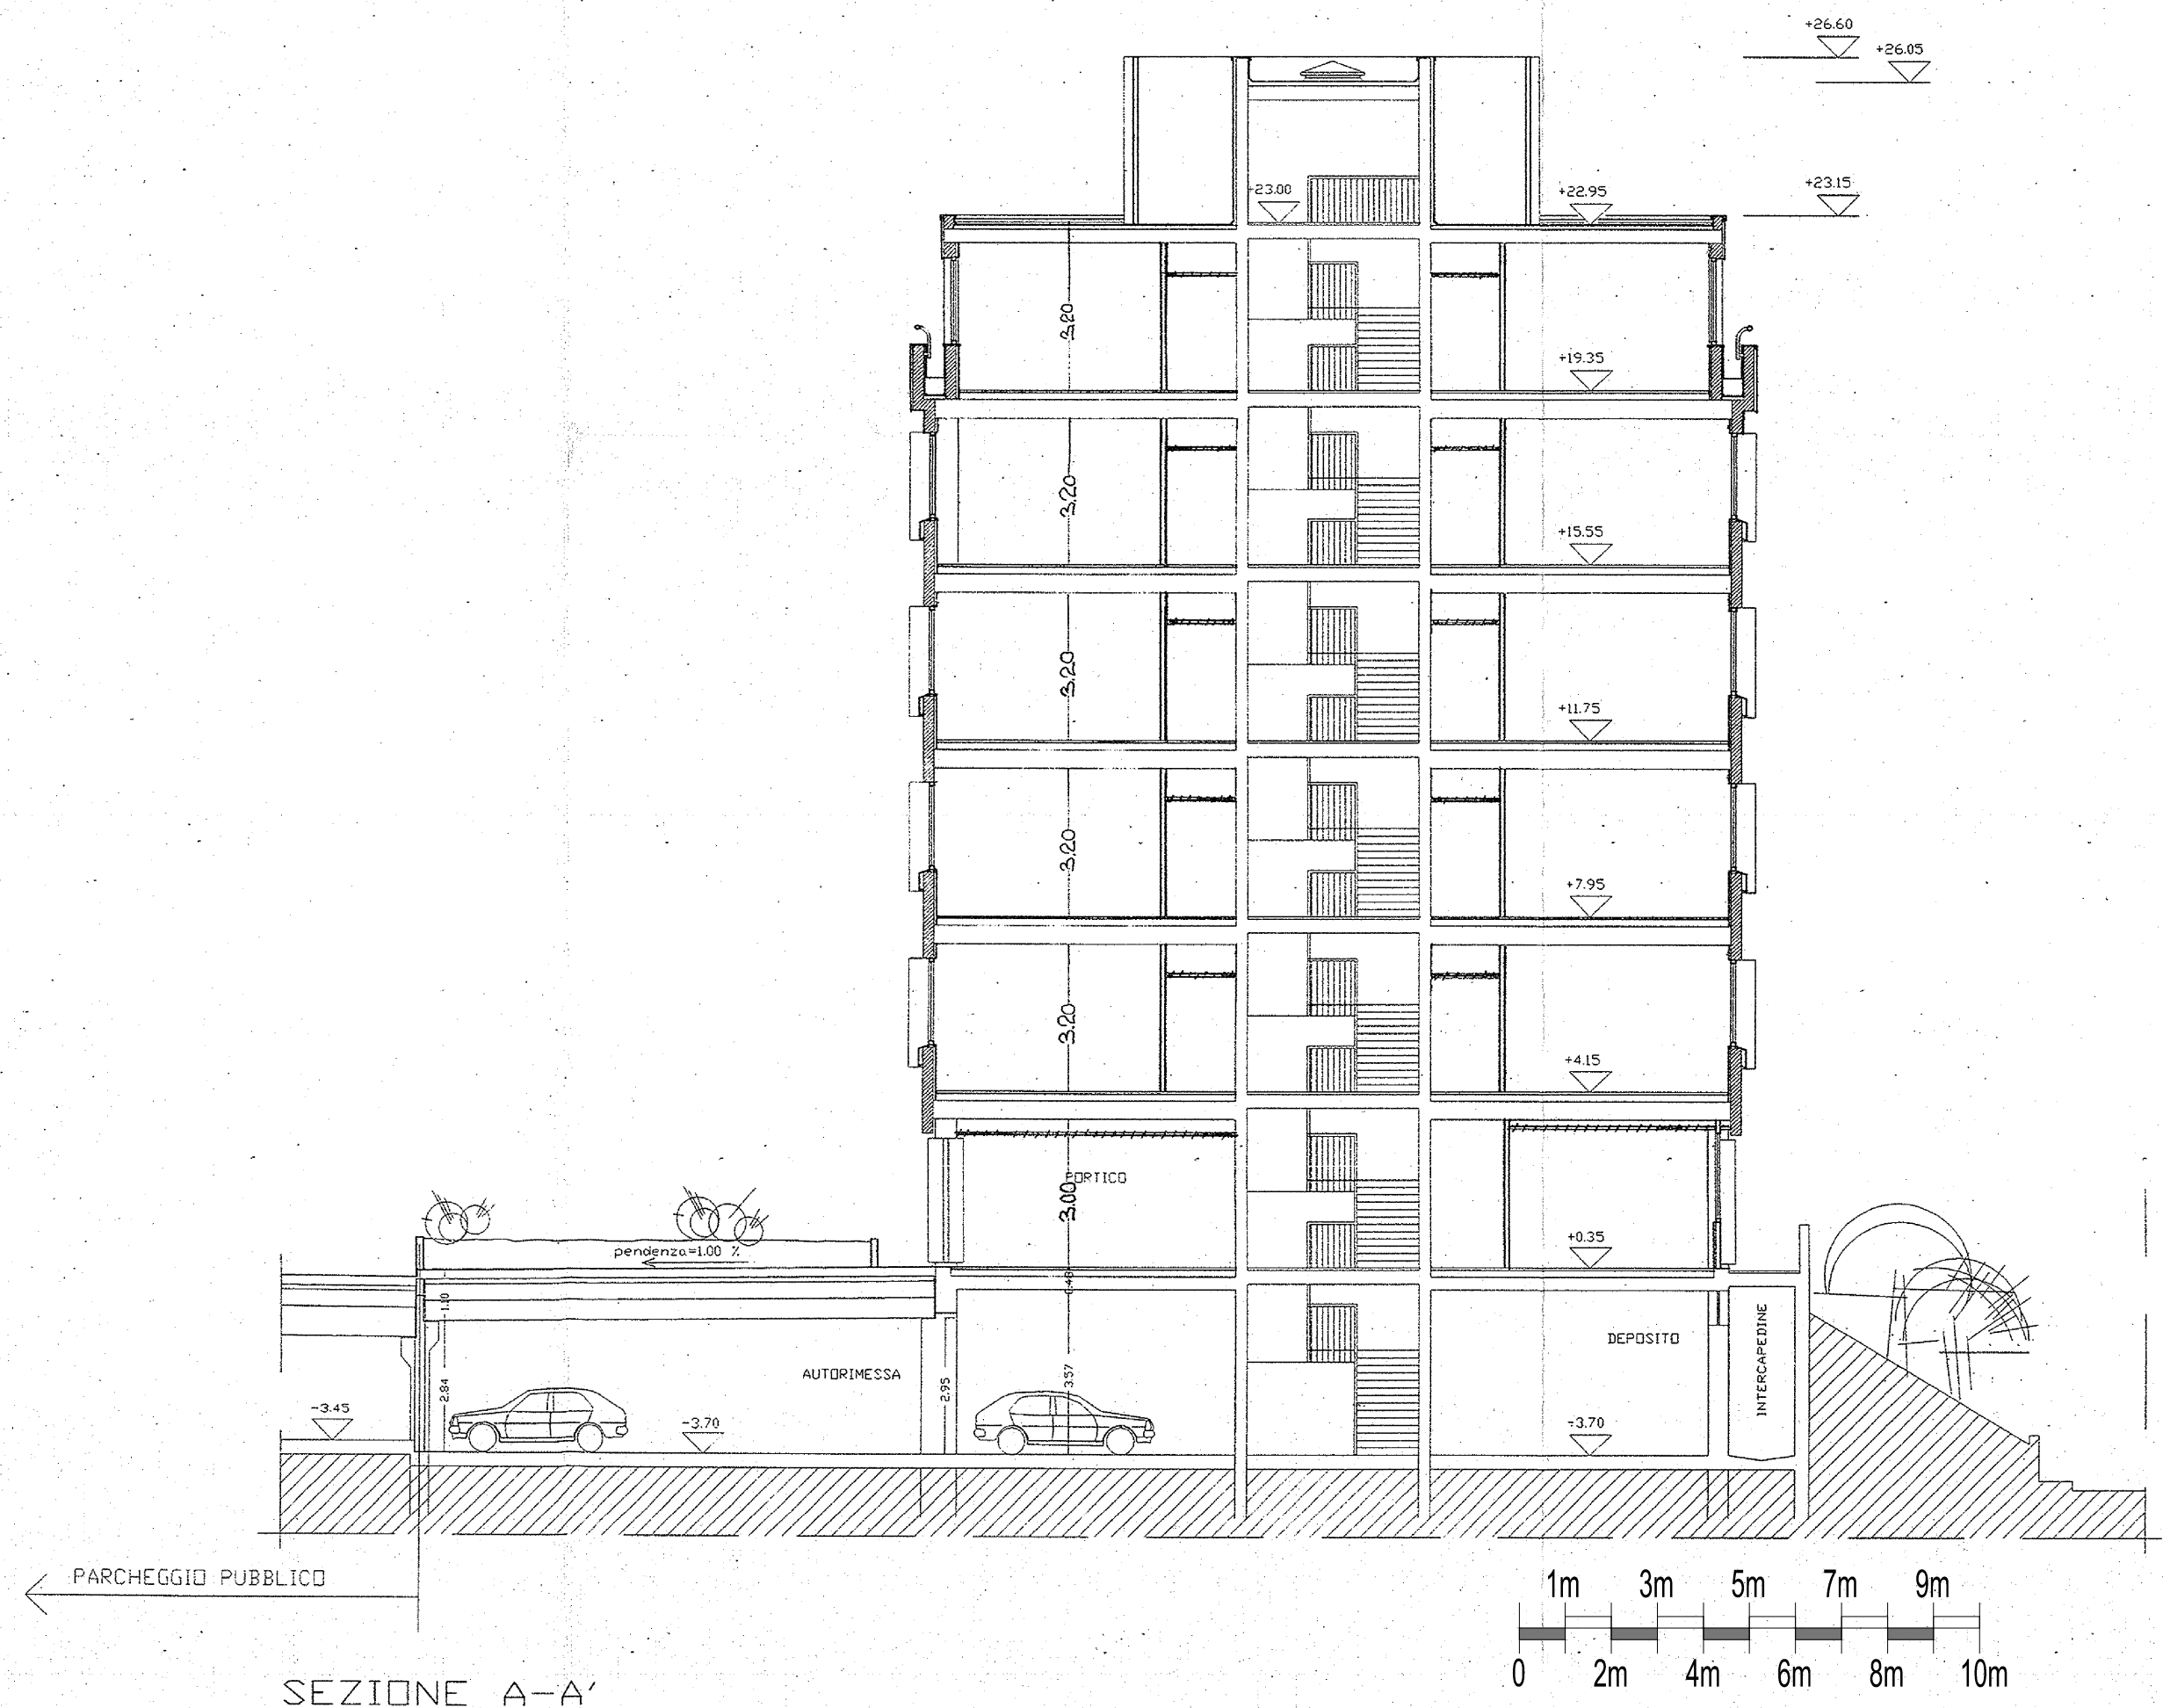 +26.60
+26.05
+23.00
+22.95
+23.15
3.20
+19.35
3.20
+15.55
3.20
+11.75
3.20
+7.95
3.20
+4.15
PORTICO
3.00
pendenza=1.00 %
+0.35
1.10
0.48
DEPOSITO
INTERCAPEDINE
AUTORIMESSA
2.84
2.95
3.57
-3.45
-3.70
-3.70
PARCHEGGIO PUBBLICO
1m 3m 5m 7m 9m
0 2m 4m 6m 8m 10m
SEZIONE A-A'